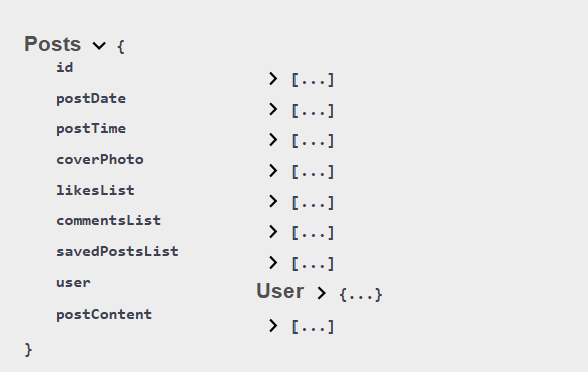 Posts {
id [...]
postDate [...]
postTime [...]
coverPhoto [...]
likesList [...]
commentsList [...]
savedPostsList [...]
user User {...}
postContent [...]
}